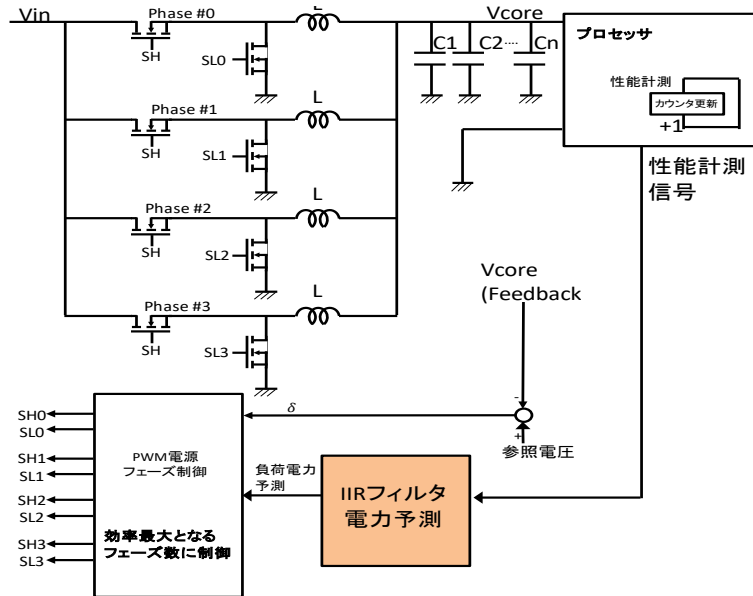 Vin
Phase #0
L
SH
SL0
Vcore
C1
C2....
Cn
プロセッサ
性能計測
カウンタ更新
+1
性能計測
信号
Phase #1
L
SH
SL1
Phase #2
L
SH
SL2
Phase #3
L
SH
SL3
Vcore
(Feedback
-
+
参照電圧
δ
SH0
SL0
SH1
SL1
SH2
SL2
SH3
SL3
PWM電源
フェーズ制御
効率最大となる
フェーズ数に制御
負荷電力
予測
IIRフィルタ
電力予測